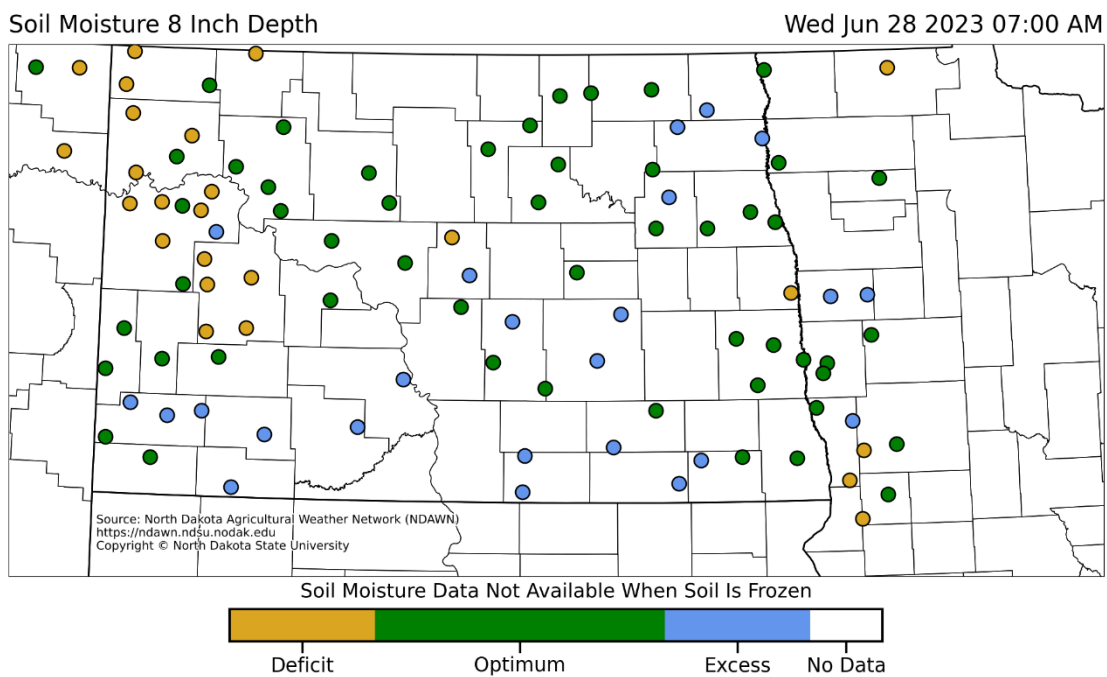 Soil Moisture 8 Inch Depth
Wed Jun 28 2023 07:00 AM
Source: North Dakota Agricultural Weather Network (NDAWN)
https://ndawn.ndsu.nodak.edu
Copyright © North Dakota State University
Soil Moisture Data Not Available When Soil Is Frozen
Deficit Optimum Excess No Data